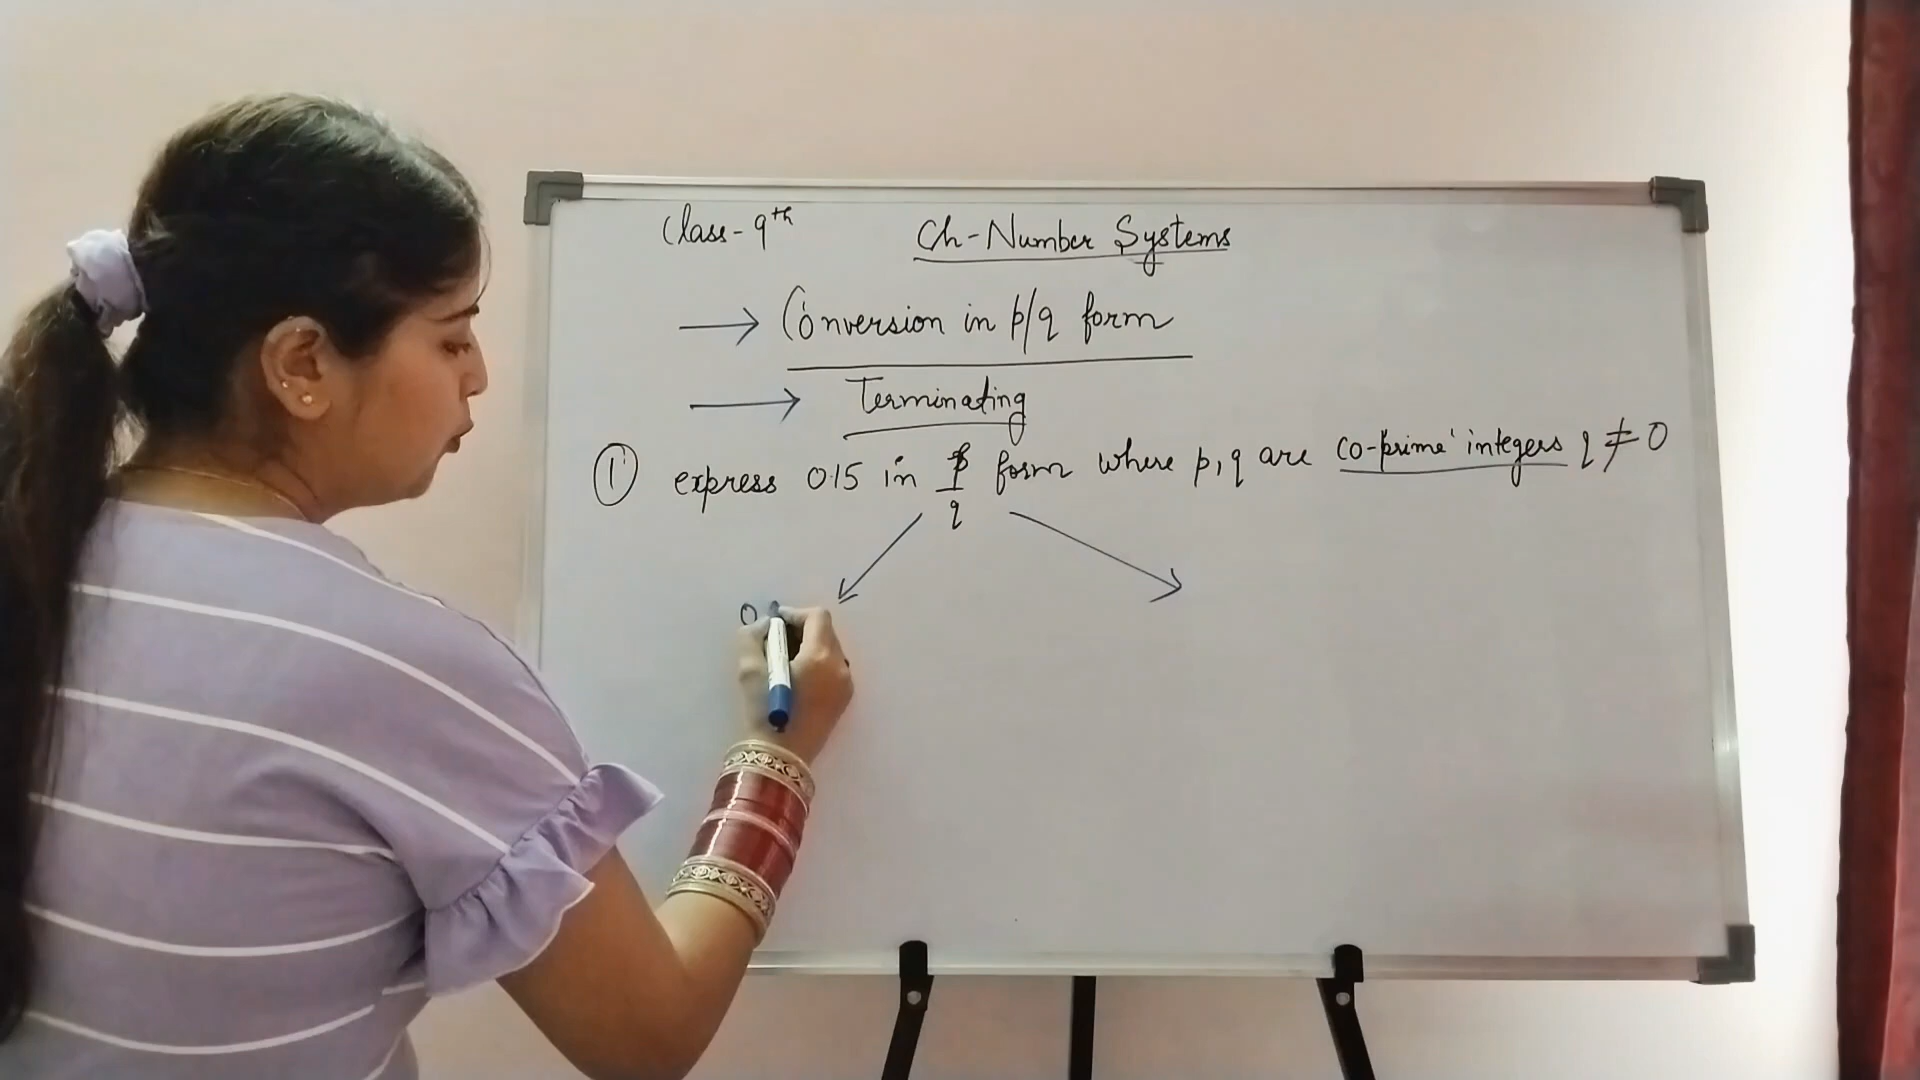 Class-9th Ch-Number Systems
→ Conversion in p/q form
→ Terminating
① express 0.15 in p/q form where p, q are co-prime integers q ≠ 0
0